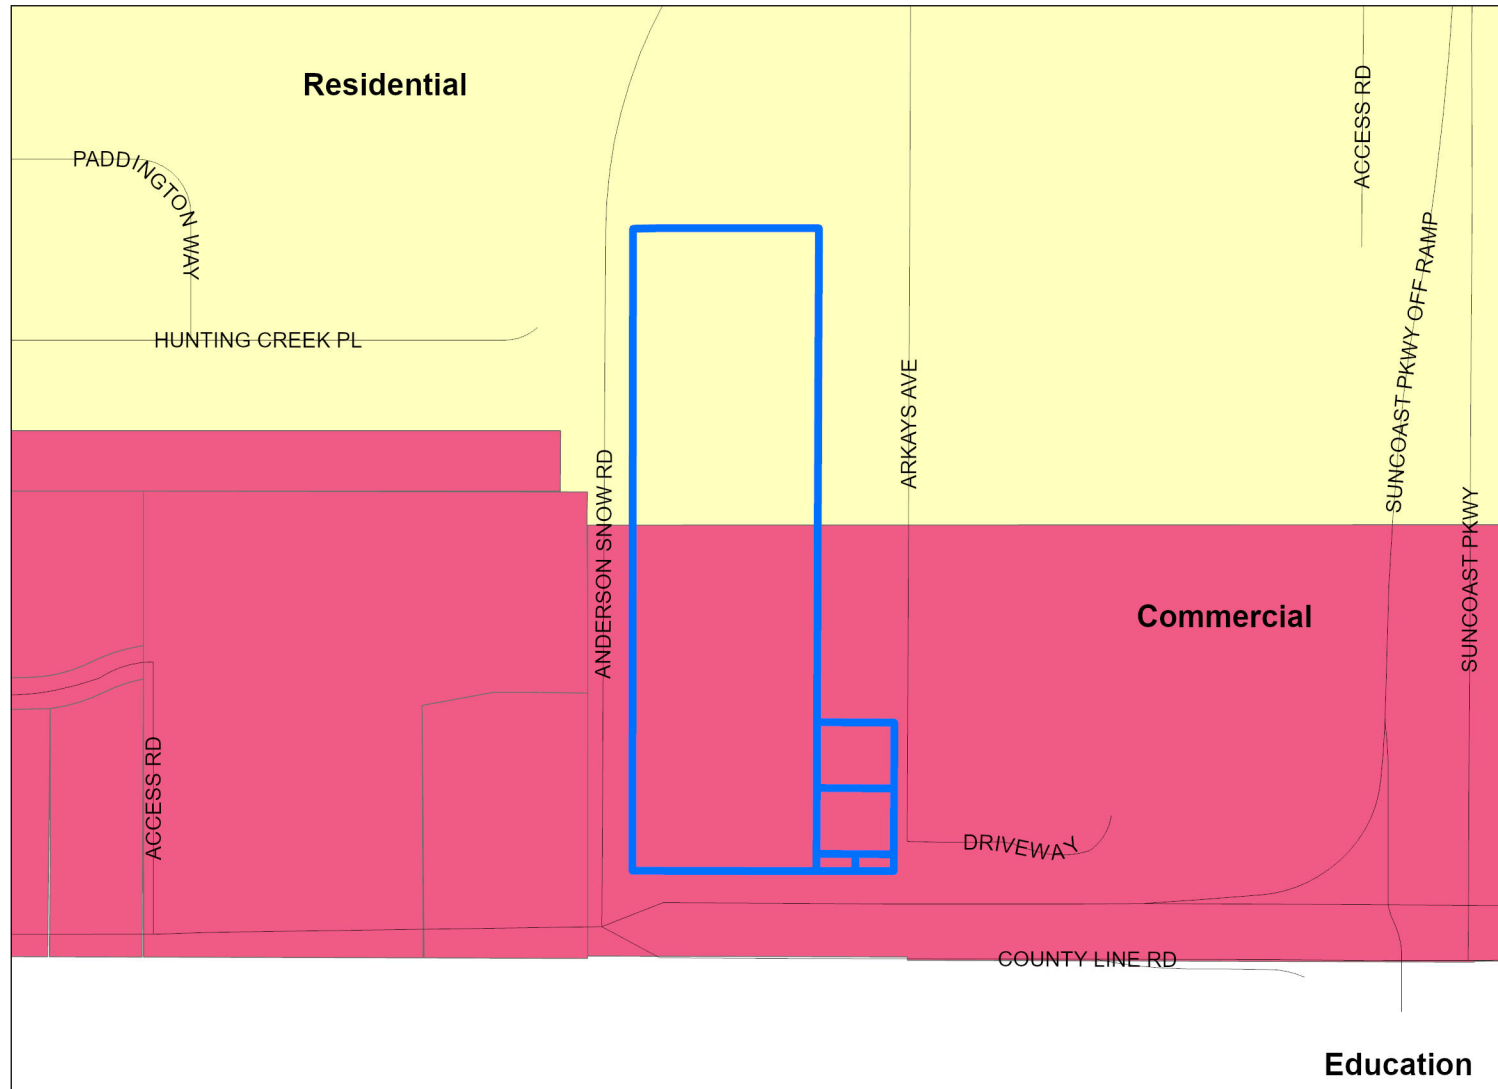 Residential
ACCESS RD
PADDINGTON WAY
SUNCOAST PKWY OFF RAMP
HUNTING CREEK PL
ARKAYS AVE
ANDERSON SNOW RD
SUNCOAST PKWY
Commercial
ACCESS RD
DRIVEWAY
COUNTY LINE RD
Education